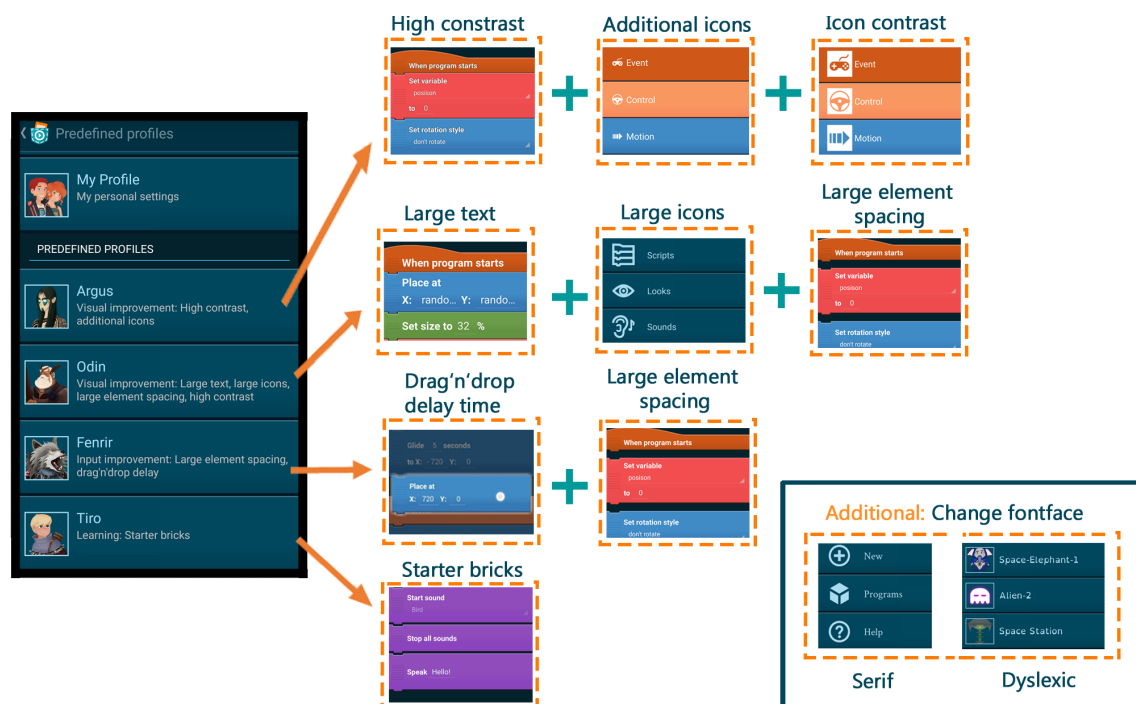 High constrast
Additional icons
Icon contrast
When program starts
Set variable
posison
to 0
Set rotation style
don't rotate
Event
Control
Motion
Event
Control
Motion
Predefined profiles
My Profile
My personal settings
PREDEFINED PROFILES
Argus
Visual improvement: High contrast,
additional icons
Odin
Visual improvement: Large text, large icons,
large element spacing, high contrast
Fenrir
Input improvement: Large element spacing,
drag'n'drop delay
Tiro
Learning: Starter bricks
Large text
Large icons
Large element
spacing
When program starts
Place at
X: rando... Y: rando...
Set size to 32 %
Scripts
Looks
Sounds
When program starts
Set variable
posison
to 0
Set rotation style
don't rotate
Drag'n'drop
delay time
Large element
spacing
Glide 5 seconds
to X: -720 Y: 0
Place at
X: 720 Y: 0
When program starts
Set variable
posison
to 0
Set rotation style
don't rotate
Starter bricks
Start sound
Bird
Stop all sounds
Speak Hello!
Additional: Change fontface
New
Programs
Help
Space-Elephant-1
Alien-2
Space Station
Serif
Dyslexic